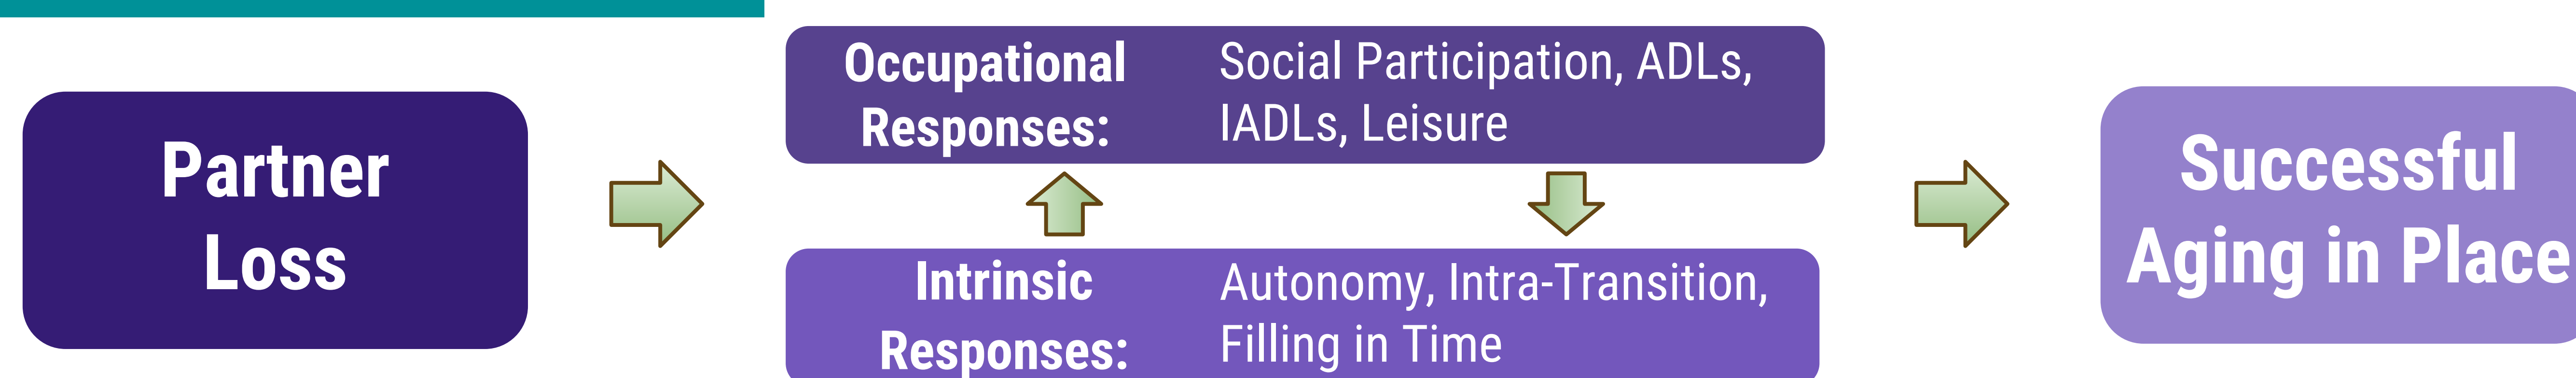 Partner
Loss
Occupational
Responses:
Social Participation, ADLs,
IADLs, Leisure
Intrinsic
Responses:
Autonomy, Intra-Transition,
Filling in Time
Successful
Aging in Place